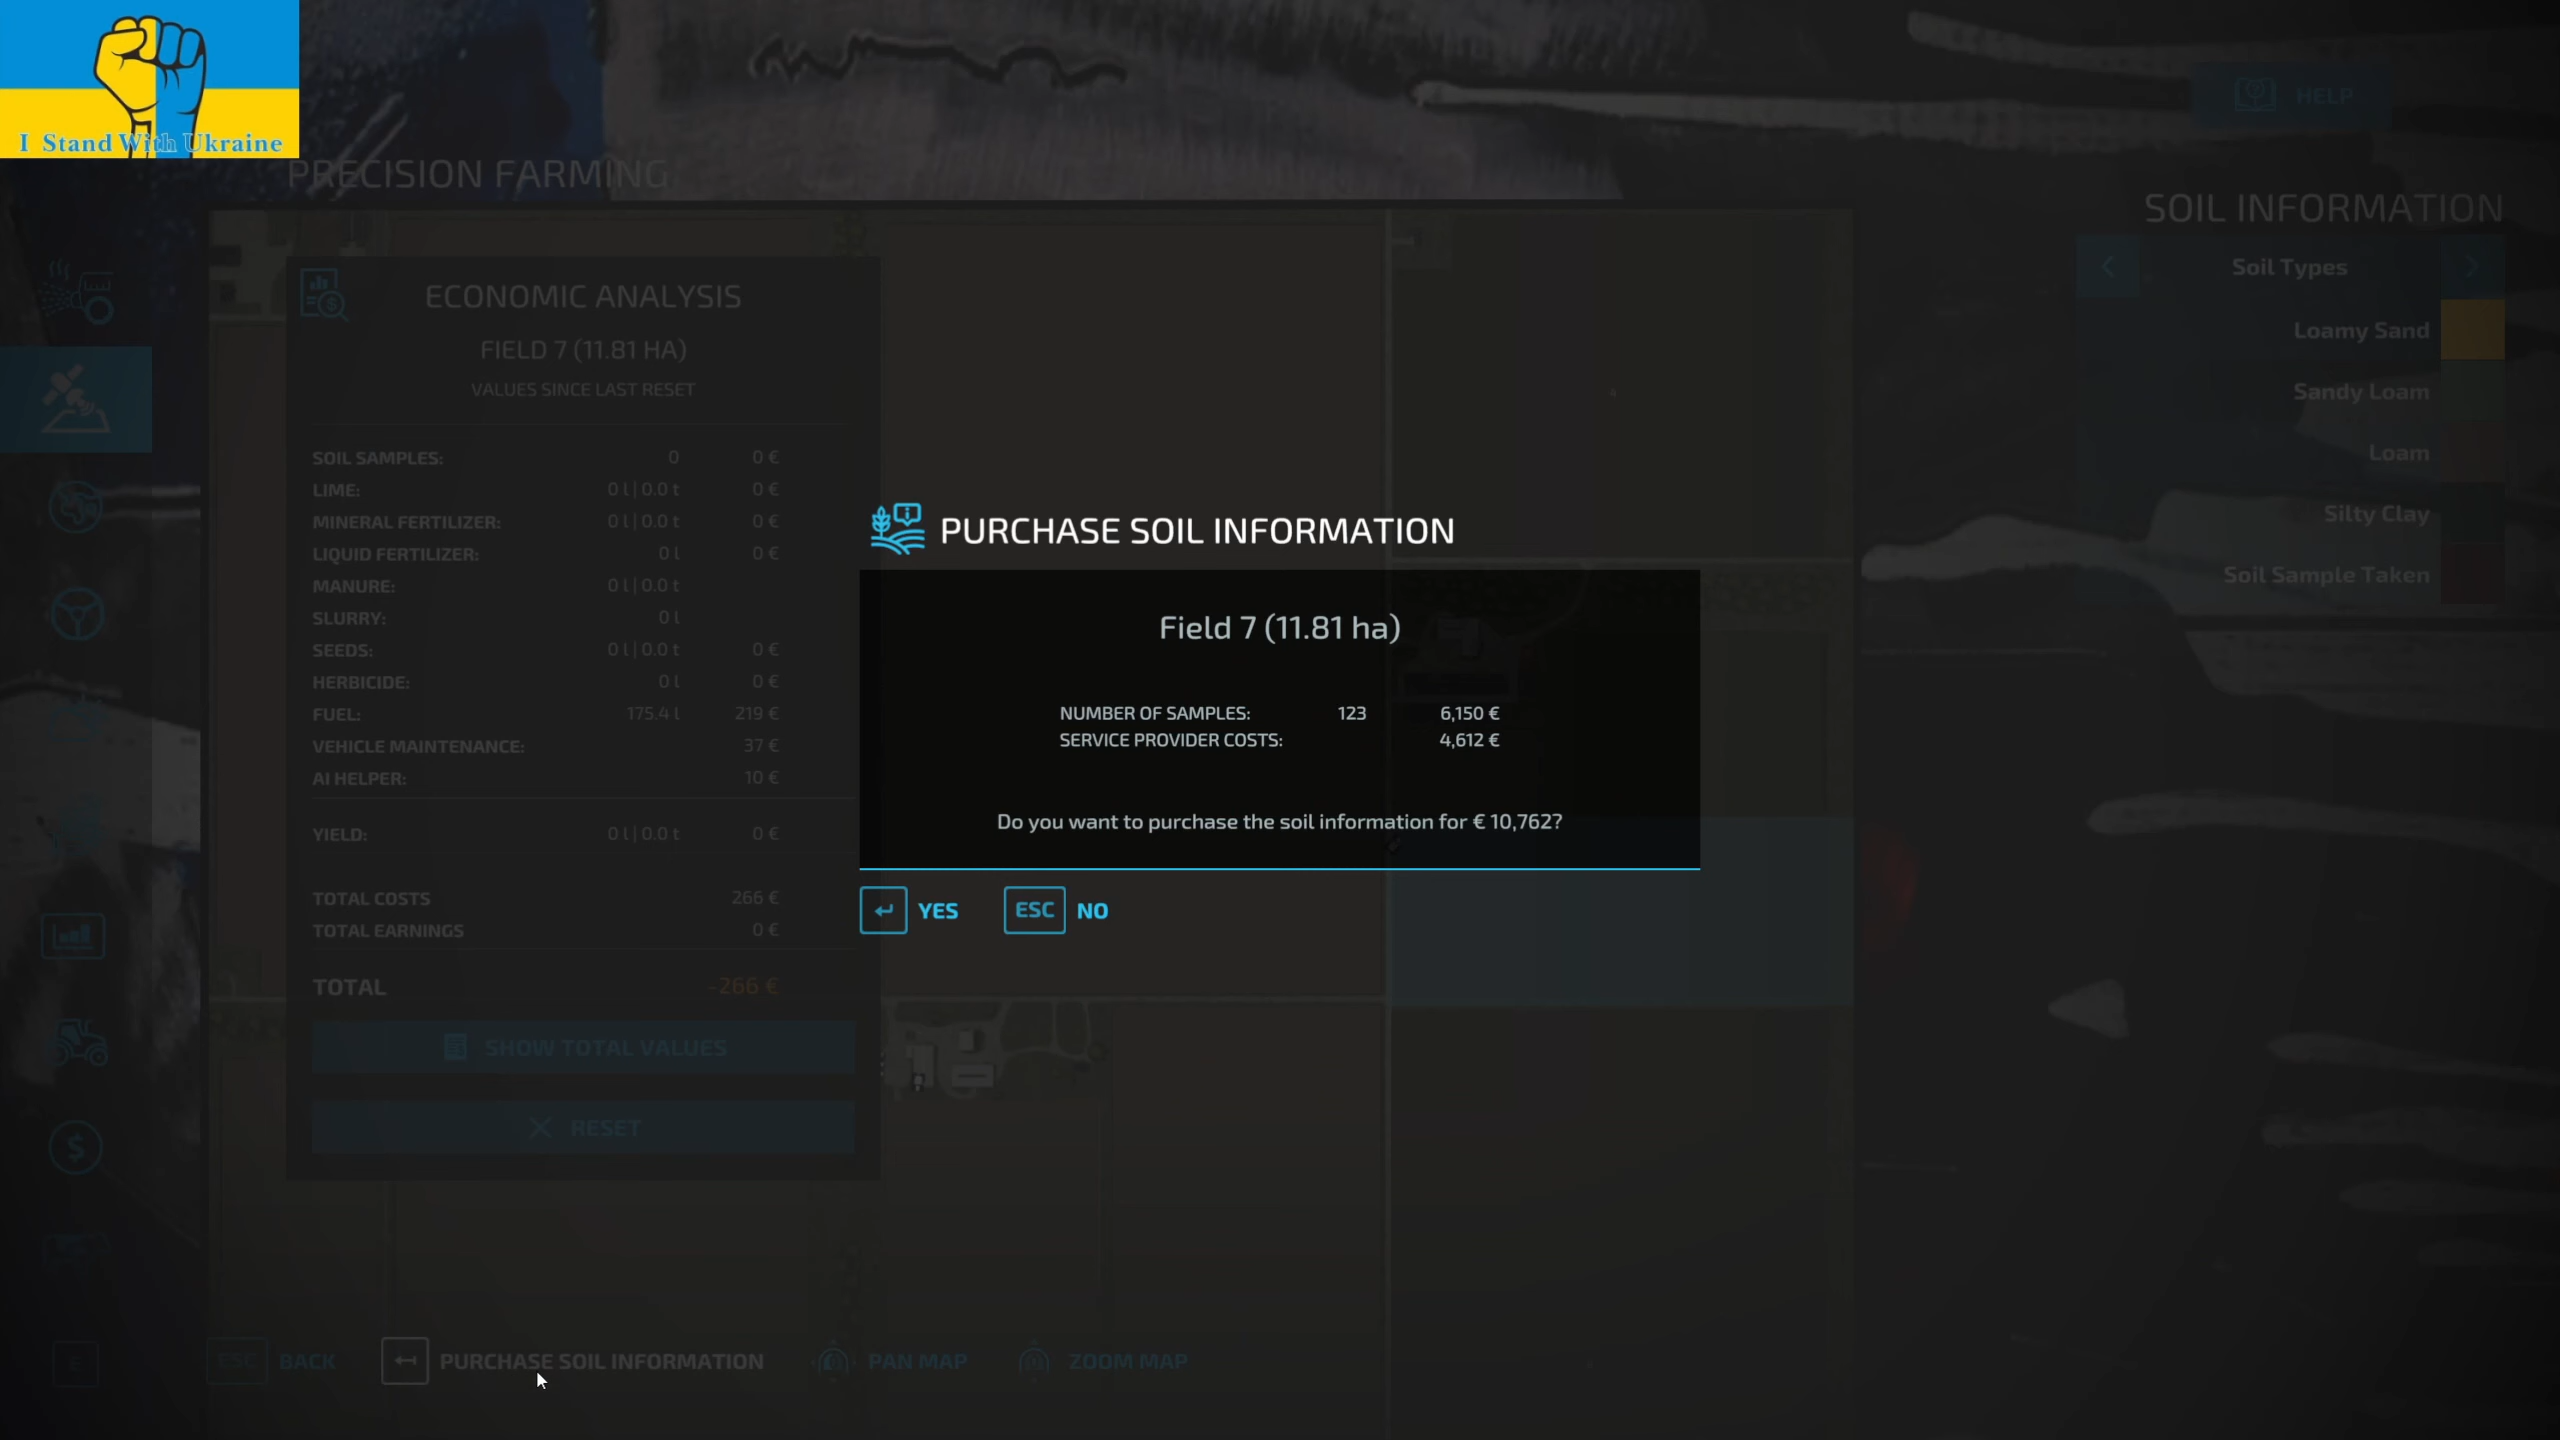 I Stand With Ukraine
HELP
PRECISION FARMING
SOIL INFORMATION
Soil Types
Loamy Sand
Sandy Loam
Loam
Silty Clay
Soil Sample Taken
ECONOMIC ANALYSIS
FIELD 7 (11.81 HA)
VALUES SINCE LAST RESET
SOIL SAMPLES: 0 0 €
LIME: 0 l | 0.0 t 0 €
MINERAL FERTILIZER: 0 l | 0.0 t 0 €
LIQUID FERTILIZER: 0 l 0 €
MANURE: 0 l | 0.0 t
SLURRY: 0 l
SEEDS: 0 l | 0.0 t 0 €
HERBICIDE: 0 l 0 €
FUEL: 175.4 l 219 €
VEHICLE MAINTENANCE: 37 €
AI HELPER: 10 €
YIELD: 0 l | 0.0 t 0 €
TOTAL COSTS 266 €
TOTAL EARNINGS 0 €
TOTAL -266 €
SHOW TOTAL VALUES
RESET
PURCHASE SOIL INFORMATION
Field 7 (11.81 ha)
NUMBER OF SAMPLES: 123 6,150 €
SERVICE PROVIDER COSTS: 4,612 €
Do you want to purchase the soil information for € 10,762?
YES ESC NO
E ESC BACK PURCHASE SOIL INFORMATION PAN MAP ZOOM MAP